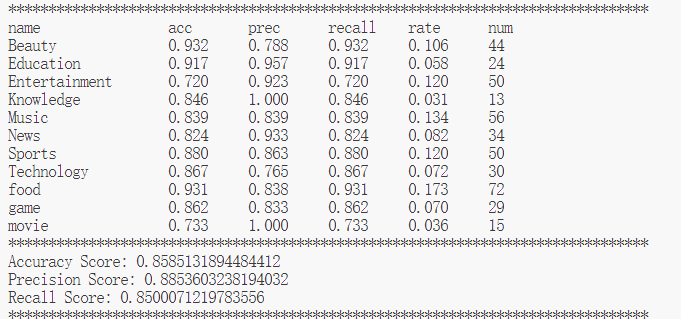 ********************************************************************************
name acc prec recall rate num
Beauty 0.932 0.788 0.932 0.106 44
Education 0.917 0.957 0.917 0.058 24
Entertainment 0.720 0.923 0.720 0.120 50
Knowledge 0.846 1.000 0.846 0.031 13
Music 0.839 0.839 0.839 0.134 56
News 0.824 0.933 0.824 0.082 34
Sports 0.880 0.863 0.880 0.120 50
Technology 0.867 0.765 0.867 0.072 30
food 0.931 0.838 0.931 0.173 72
game 0.862 0.833 0.862 0.070 29
movie 0.733 1.000 0.733 0.036 15
********************************************************************************
Accuracy Score: 0.8585131894484412
Precision Score: 0.8853603238194032
Recall Score: 0.8500071219783556
********************************************************************************